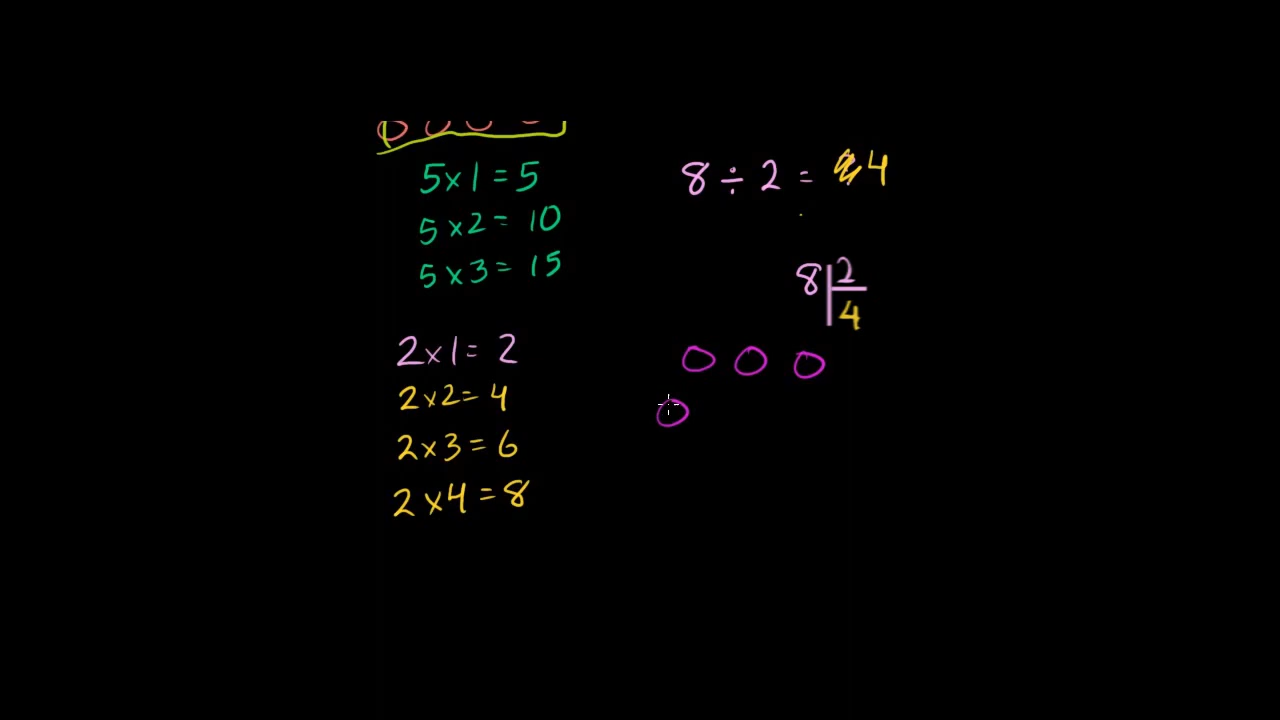 5x1=5
5x2=10
5x3=15
2x1=2
2x2=4
2x3=6
2x4=8
8÷2= 4
8|2
4